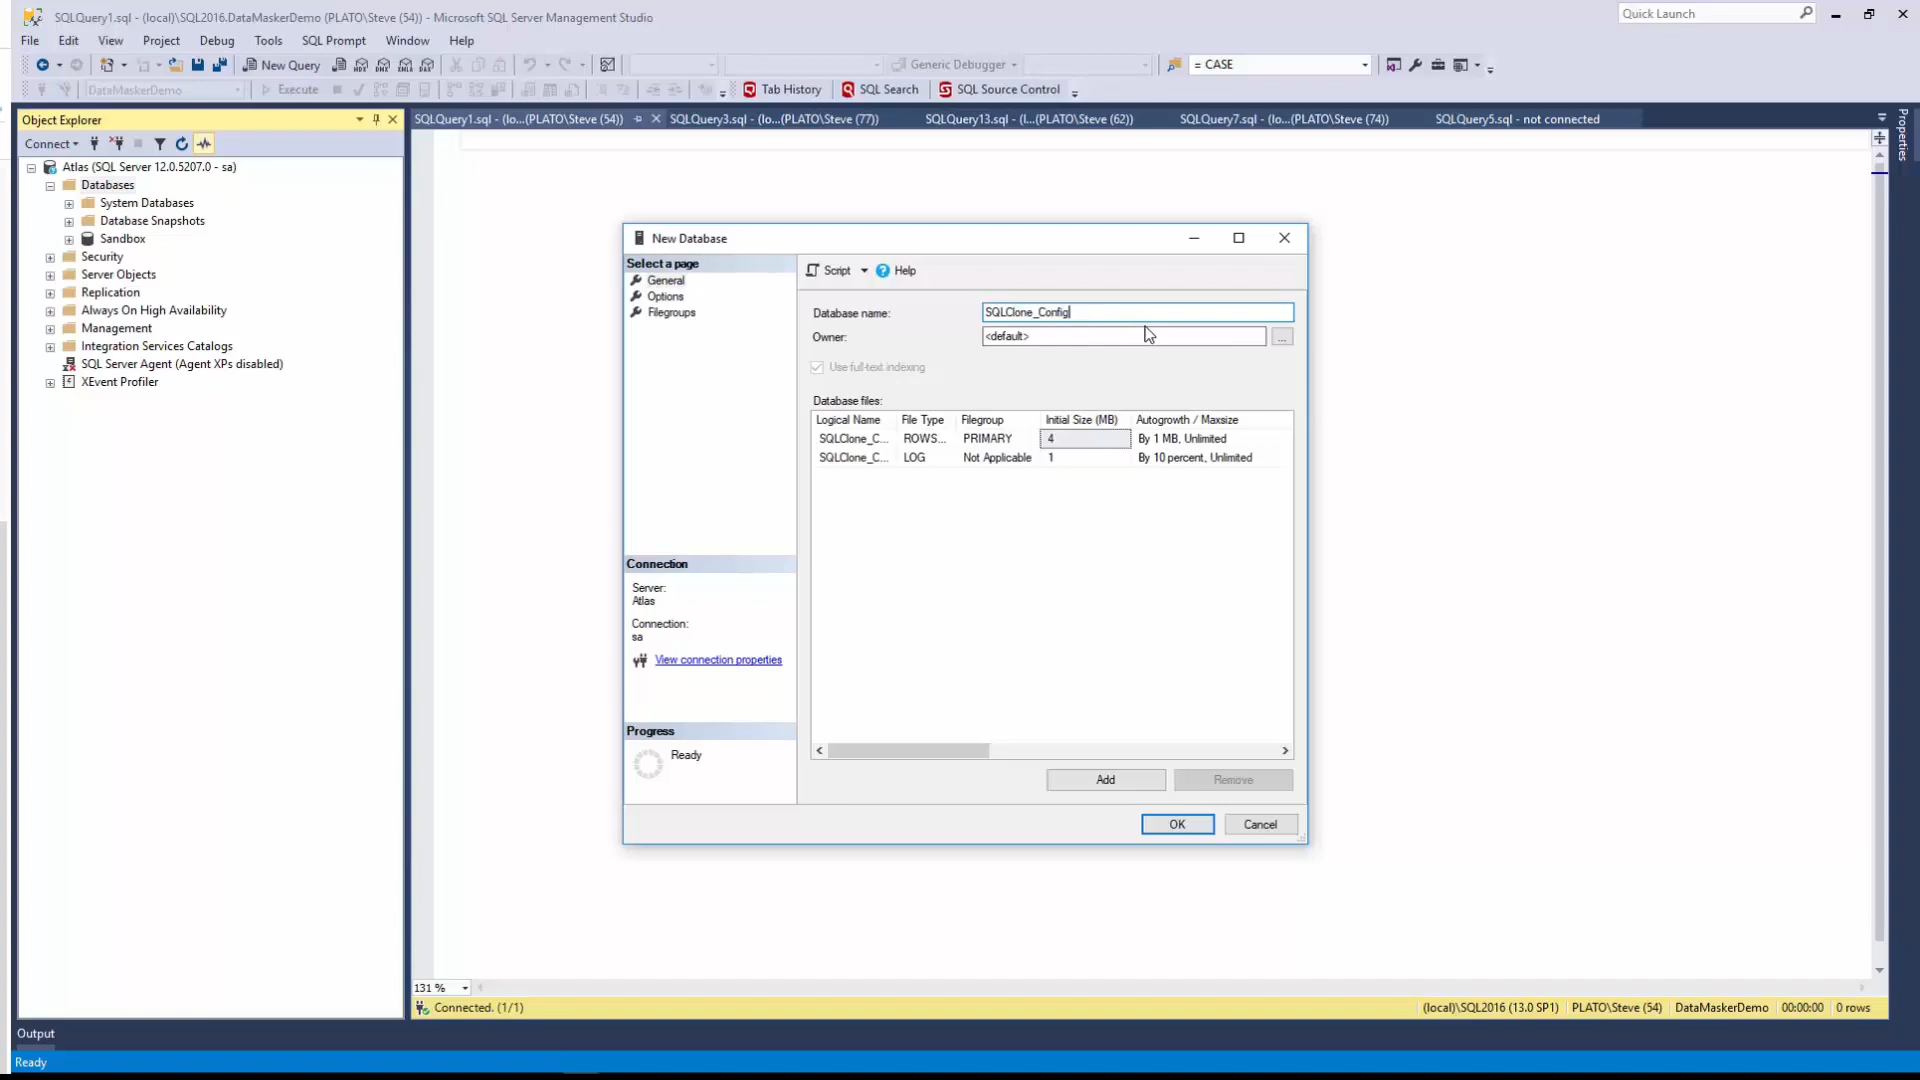 SQLQuery1.sql - (local)\SQL2016.DataMaskerDemo (PLATO\Steve (54)) - Microsoft SQL Server Management Studio
Quick Launch
File Edit View Project Debug Tools SQL Prompt Window Help
New Query Generic Debugger = CASE
DataMaskerDemo Execute Tab History SQL Search SQL Source Control
Object Explorer
SQLQuery1.sql - (lo...(PLATO\Steve (54)) SQLQuery3.sql - (lo...(PLATO\Steve (77)) SQLQuery13.sql - (l...(PLATO\Steve (62)) SQLQuery7.sql - (lo...(PLATO\Steve (74)) SQLQuery5.sql - not connected
Properties
Connect
Atlas (SQL Server 12.0.5207.0 - sa)
Databases
System Databases
Database Snapshots
Sandbox
Security
Server Objects
Replication
Always On High Availability
Management
Integration Services Catalogs
SQL Server Agent (Agent XPs disabled)
XEvent Profiler
New Database
Select a page
General
Options
Filegroups
Connection
Server:
Atlas
Connection:
sa
View connection properties
Progress
Ready
Script Help
Database name: SQLClone_Config
Owner: <default> ...
Use full-text indexing
Database files:
Logical Name File Type Filegroup Initial Size (MB) Autogrowth / Maxsize
SQLClone_C... ROWS... PRIMARY 4 By 1 MB, Unlimited
SQLClone_C... LOG Not Applicable 1 By 10 percent, Unlimited
Add Remove
OK Cancel
131 %
Connected. (1/1) (local)\SQL2016 (13.0 SP1) PLATO\Steve (54) DataMaskerDemo 00:00:00 0 rows
Output
Ready